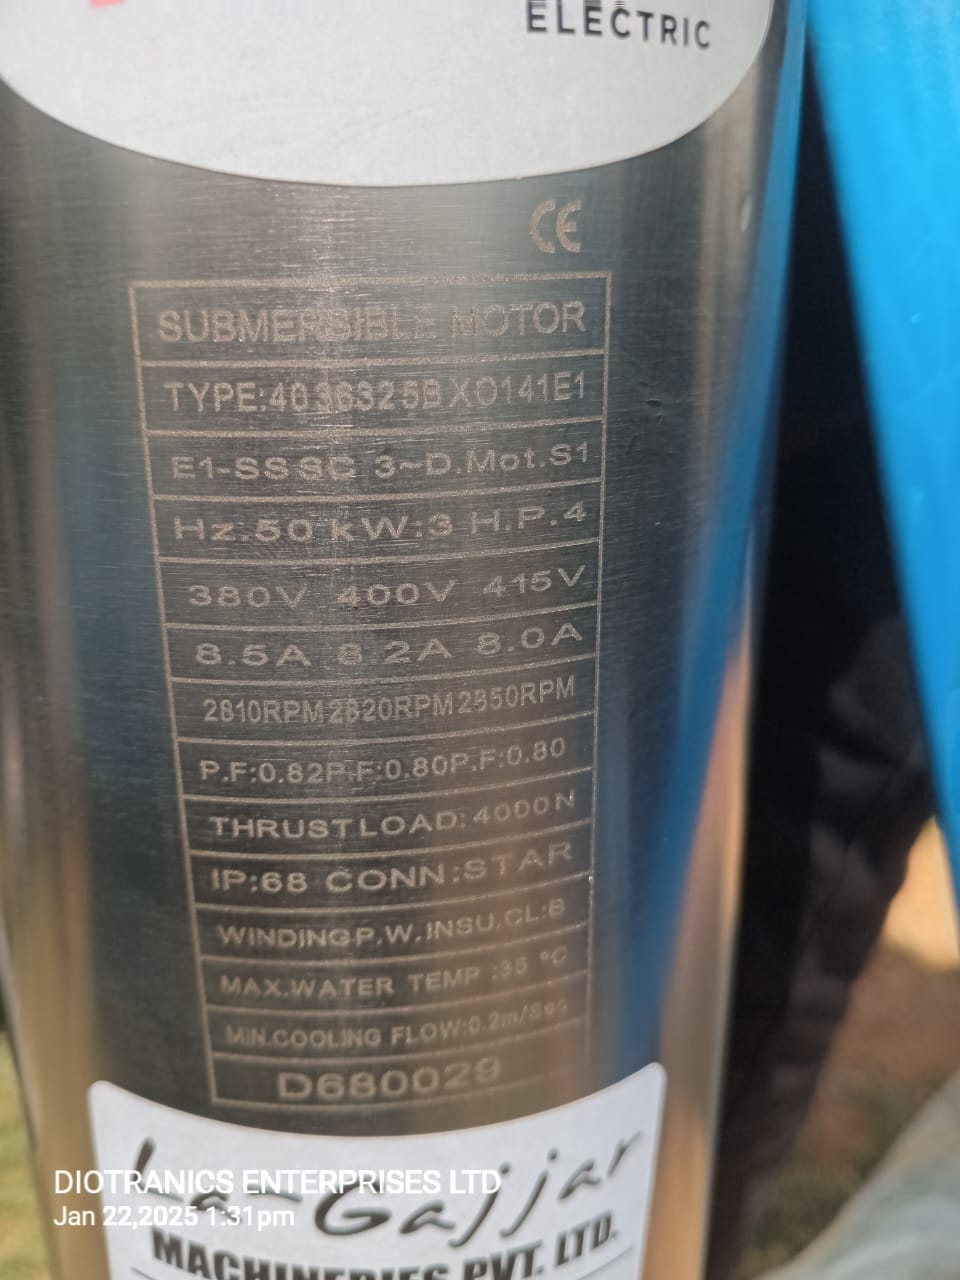 ELECTRIC
CE
SUBMERSIBLE MOTOR
TYPE:4036325BXO141E1
E1-SSSC 3~D.Mot.S1
Hz.50 kW:3 H.P.4
380V 400V 415V
8.5A 8.2A 8.0A
2810RPM 2820RPM 2850RPM
P.F:0.82 P.F:0.80 P.F:0.80
THRUST LOAD:4000N
IP:68 CONN:STAR
WINDING P.W.INSU.CL:B
MAX.WATER TEMP :35 °C
MIN.COOLING FLOW:0.2m/Sec
D680029
DIOTRANICS ENTERPRISES LTD
Jan 22,2025 1:31pm
Gajjar
MACHINERIES PVT. LTD.